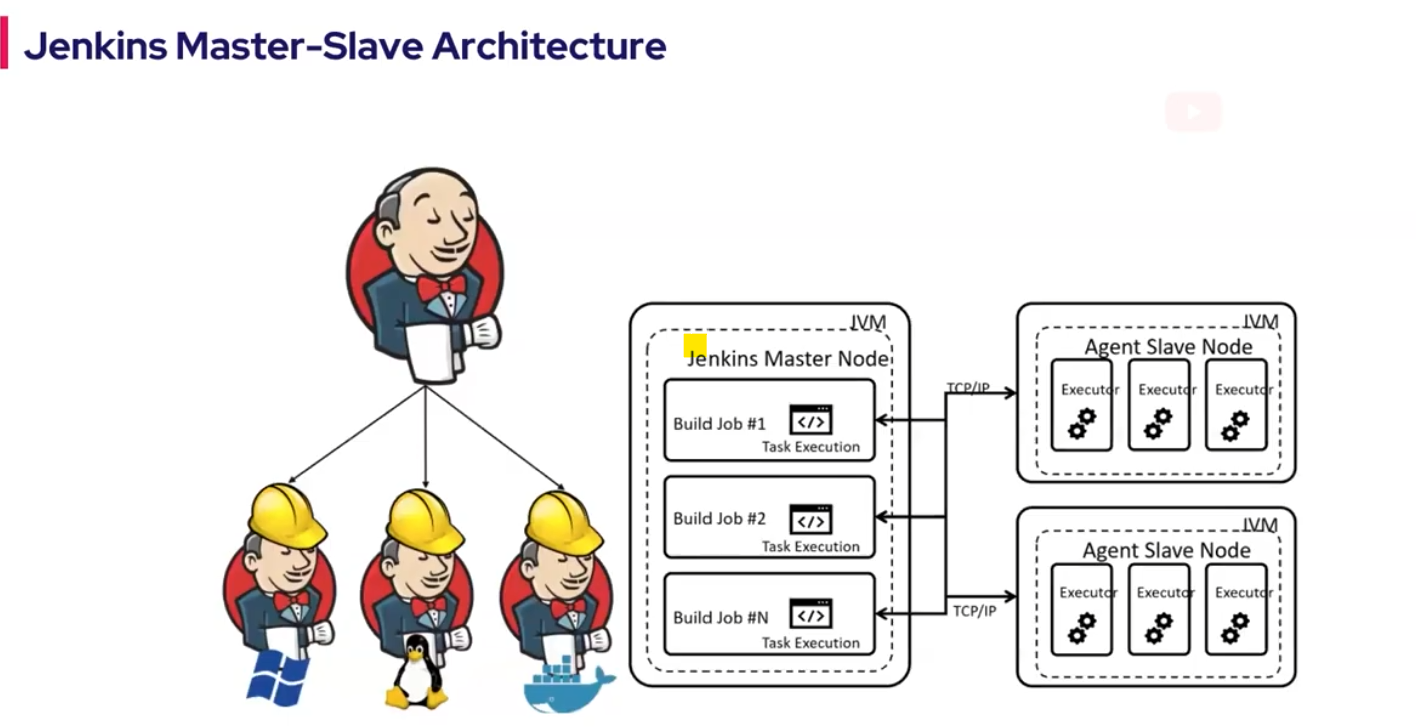 Jenkins Master-Slave Architecture
JVM
Jenkins Master Node
Build Job #1
Task Execution
Build Job #2
Task Execution
Build Job #N
Task Execution
TCP/IP
TCP/IP
JVM
Agent Slave Node
Executor Executor Executor
JVM
Agent Slave Node
Executor Executor Executor